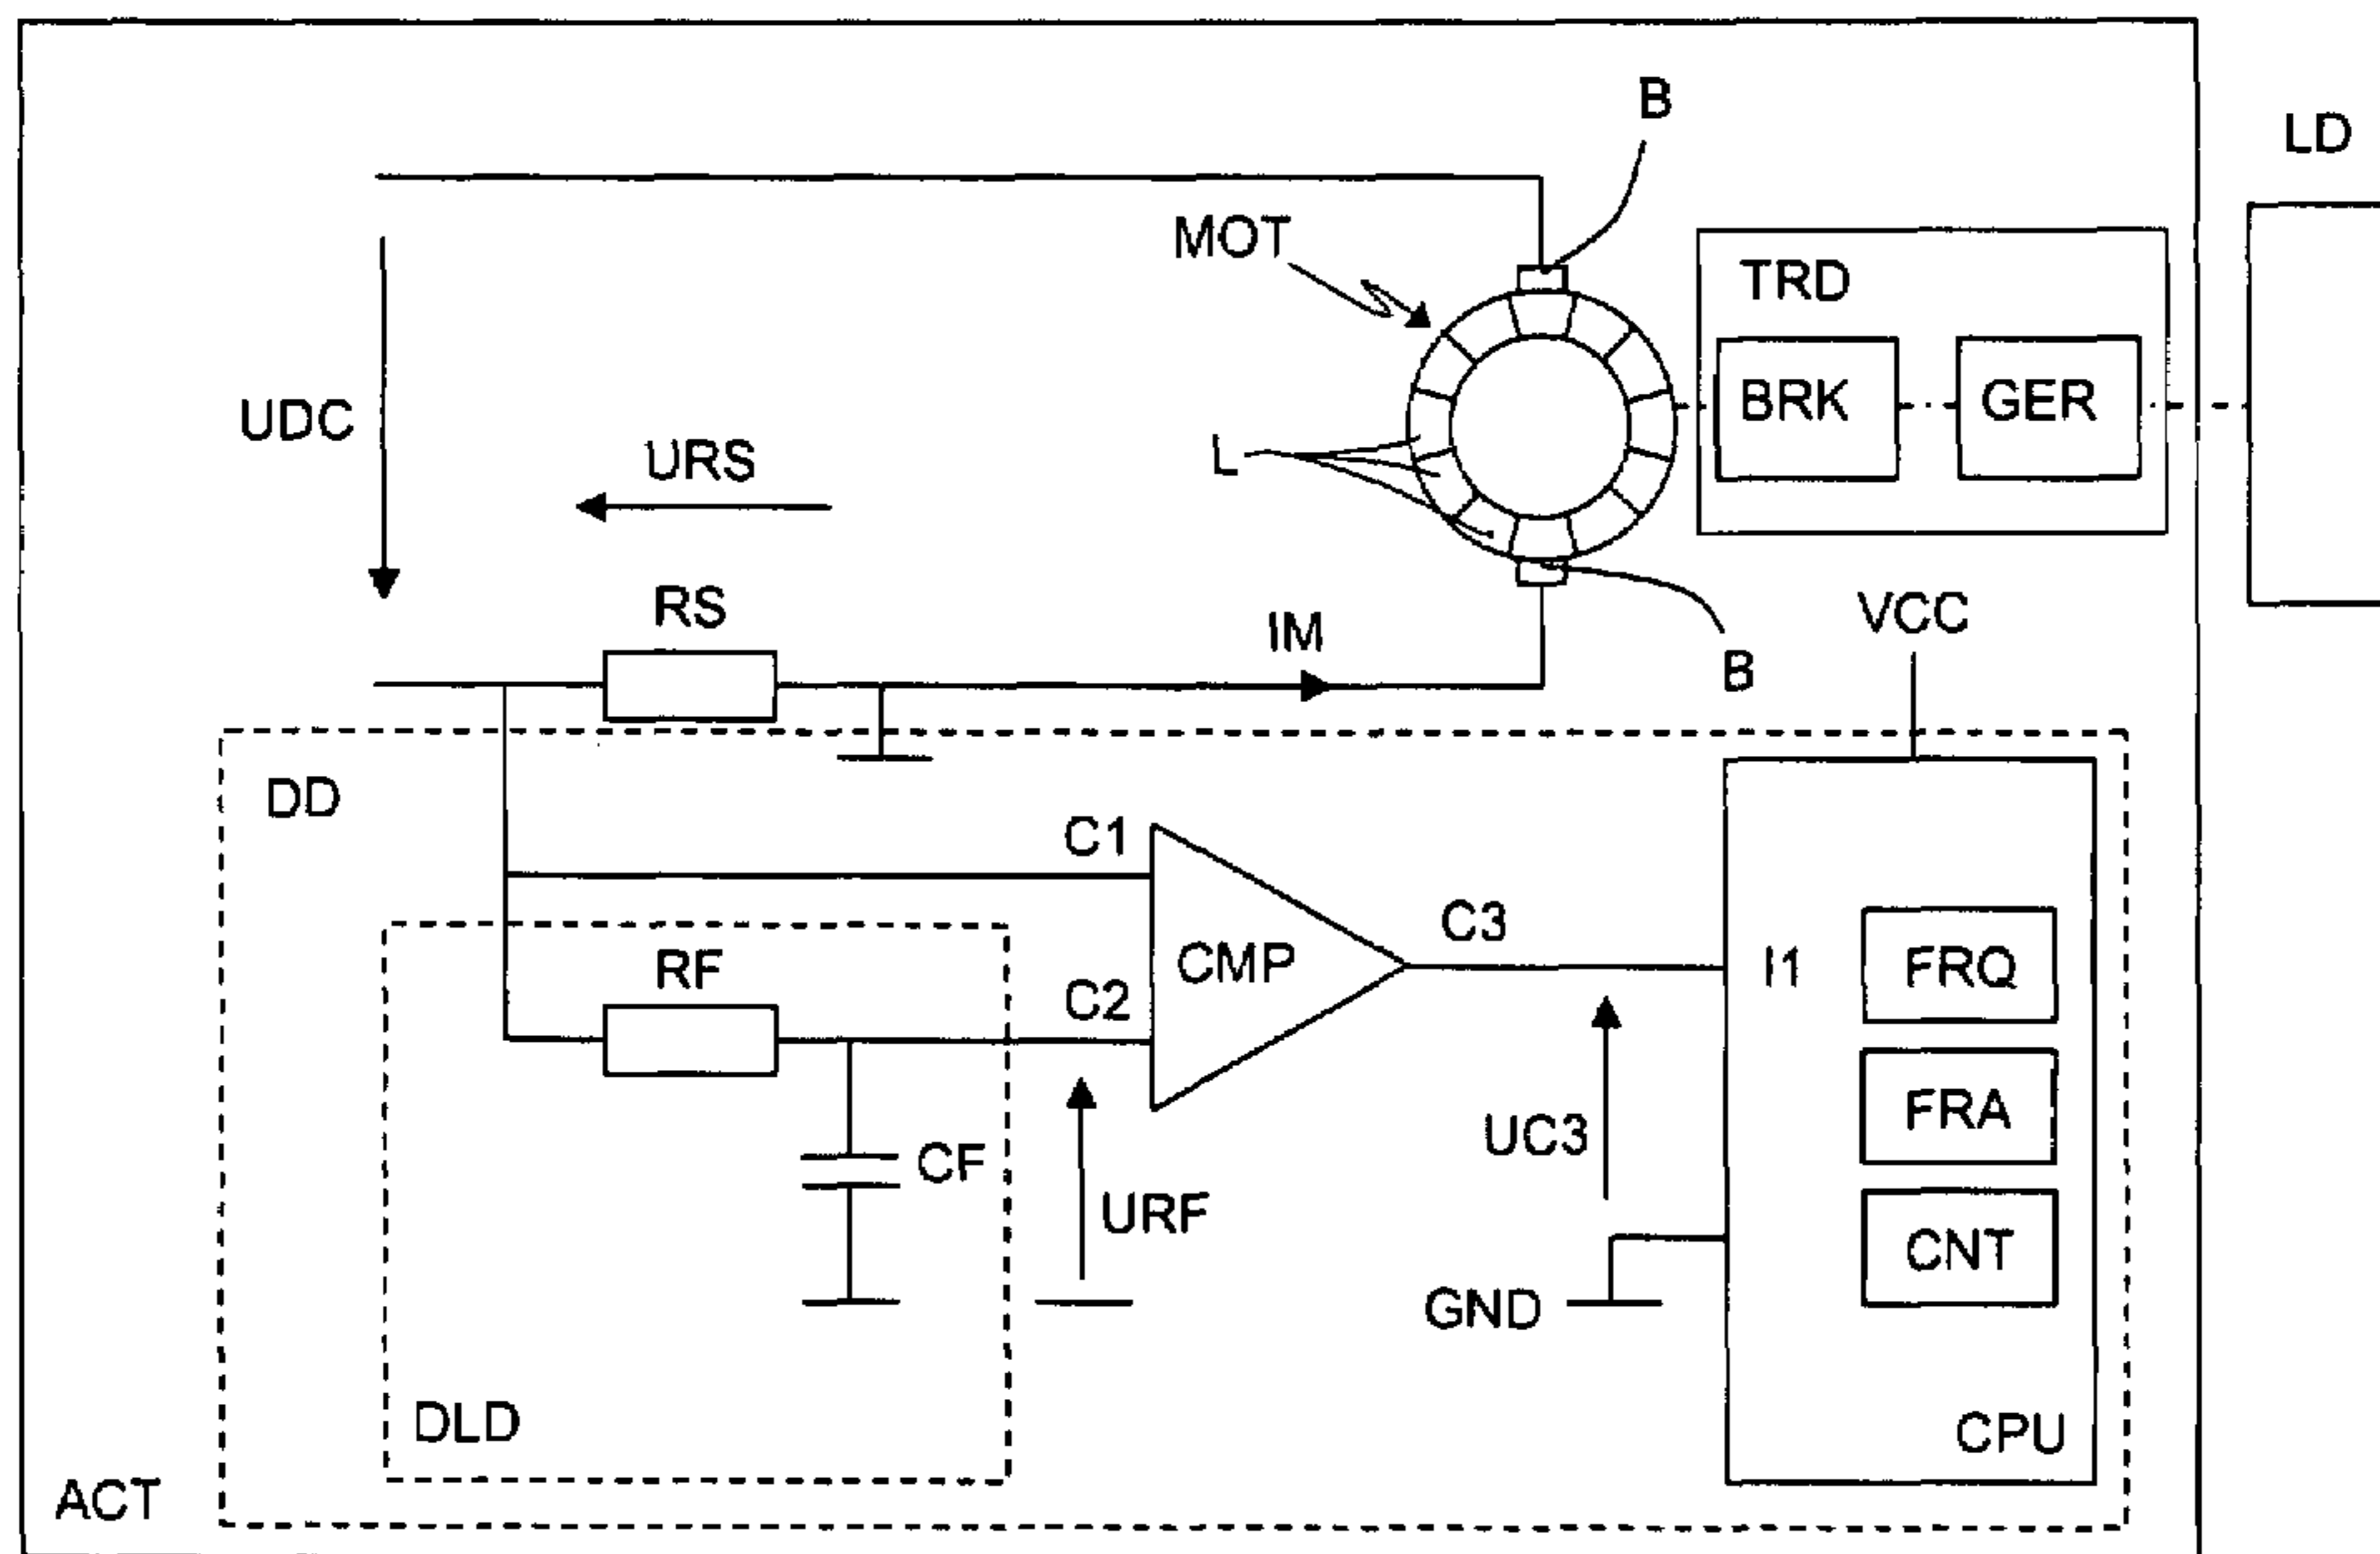 B
LD
MOT
TRD
BRK
GER
UDC
URS
L
RS
IM
VCC
B
DD
C1
C3
CMP
I1
FRQ
RF
C2
FRA
UC3
CF
URF
CNT
GND
DLD
CPU
ACT